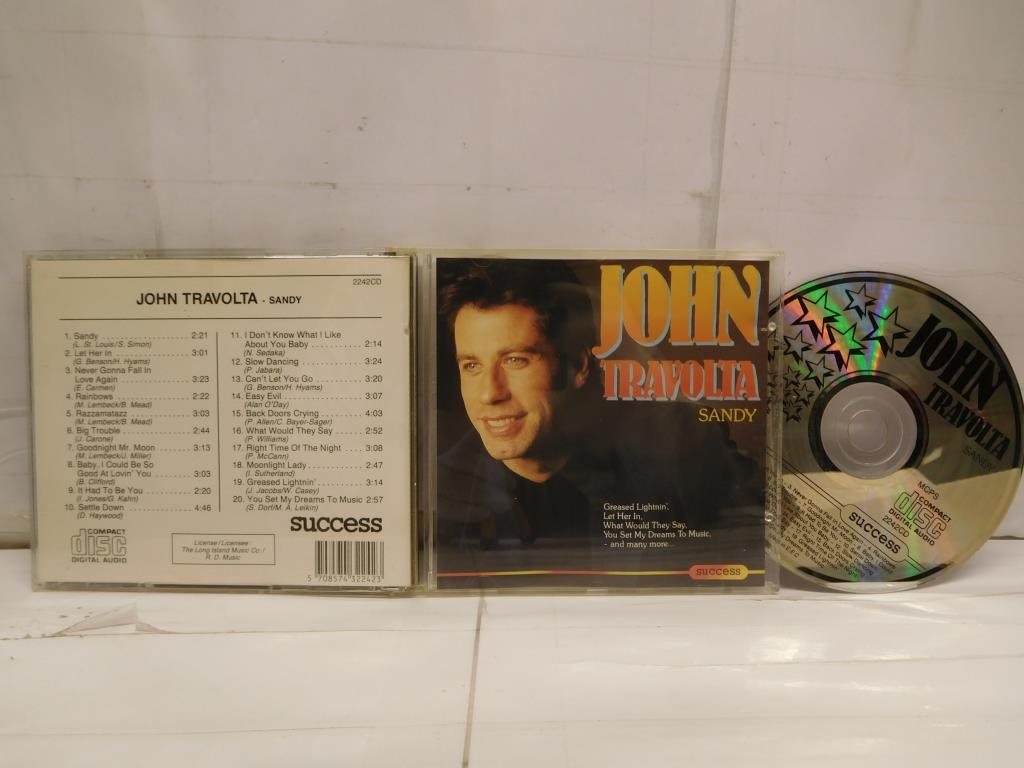 2242CD
JOHN TRAVOLTA - SANDY
1. Sandy 2:21
(L. St. Louis/S. Simon)
2. Let Her In 3:01
(G. Benson/H. Hyams)
3. Never Gonna Fall In
Love Again 3:23
(E. Carmen)
4. Rainbows 2:22
(M. Lembeck/B. Mead)
5. Razzamatazz 3:03
(M. Lembeck/B. Mead)
6. Big Trouble 2:44
(J. Carone)
7. Goodnight Mr. Moon 3:13
(M. Lembeck/J. Miller)
8. Baby, I Could Be So
Good At Lovin' You 3:03
(B. Clifford)
9. It Had To Be You 2:20
(I. Jones/G. Kahn)
10. Settle Down 4:46
(D. Haywood)
11. I Don't Know What I Like
About You Baby 2:14
(N. Sedaka)
12. Slow Dancing 3:24
(P. Jabara)
13. Can't Let You Go 3:20
(G. Benson/H. Hyams)
14. Easy Evil 3:07
(Alan O'Day)
15. Back Doors Crying 4:03
(P. Allen/C. Bayer-Sager)
16. What Would They Say 2:52
(P. Williams)
17. Right Time Of The Night 3:08
(P. McCann)
18. Moonlight Lady 2:47
(I. Sutherland)
19. Greased Lightnin' 3:14
(J. Jacobs/W. Casey)
20. You Set My Dreams To Music 2:57
(S. Dorf/M. A. Leikin)
success
COMPACT
disc
DIGITAL AUDIO
License/Licensee:
The Long Island Music Co./
R. D. Music
5 708574 322423
JOHN
TRAVOLTA
SANDY
Greased Lightnin',
Let Her In,
What Would They Say,
You Set My Dreams To Music,
- and many more...
success
JOHN
TRAVOLTA
SANDY
MCPS
COMPACT
disc
DIGITAL AUDIO
2242CD
success